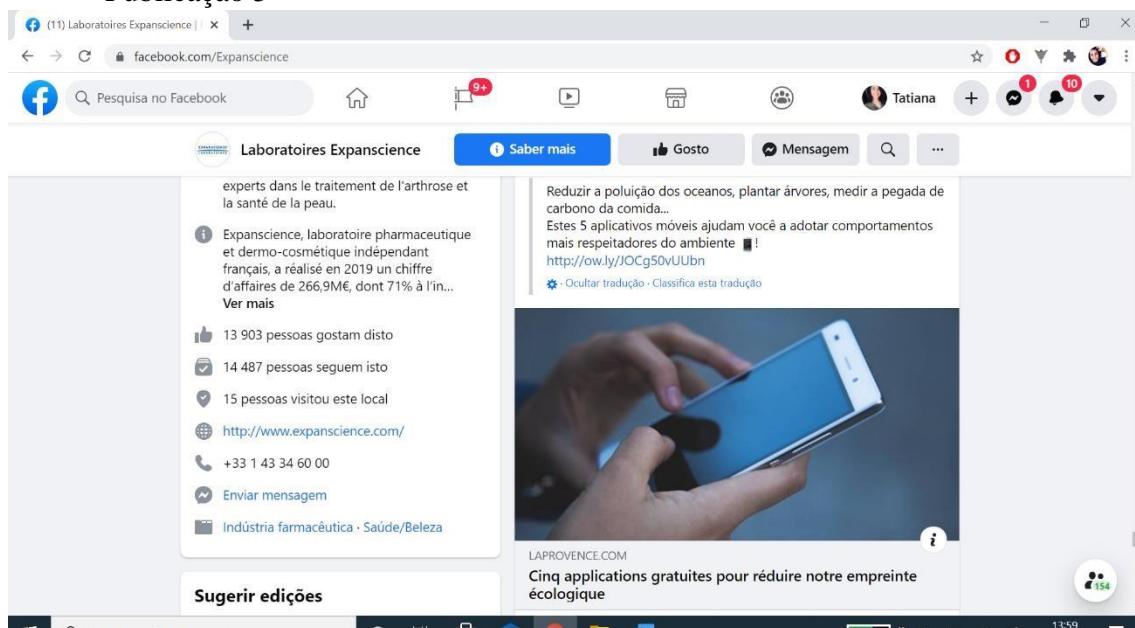 Publicação 3
(11) Laboratoires Expanscience |
facebook.com/Expanscience
Pesquisa no Facebook
9+
Tatiana
1
10
Laboratoires Expanscience
Saber mais
Gosto
Mensagem
experts dans le traitement de l'arthrose et
la santé de la peau.
Expanscience, laboratoire pharmaceutique
et dermo-cosmétique indépendant
français, a réalisé en 2019 un chiffre
d'affaires de 266,9M€, dont 71% à l'in...
Ver mais
13 903 pessoas gostam disto
14 487 pessoas seguem isto
15 pessoas visitou este local
http://www.expanscience.com/
+33 1 43 34 60 00
Enviar mensagem
Indústria farmacêutica · Saúde/Beleza
Sugerir edições
Reduzir a poluição dos oceanos, plantar árvores, medir a pegada de
carbono da comida...
Estes 5 aplicativos móveis ajudam você a adotar comportamentos
mais respeitadores do ambiente !
http://ow.ly/JOCg50vUUbn
· Ocultar tradução · Classifica esta tradução
LAPROVENCE.COM
Cinq applications gratuites pour réduire notre empreinte
écologique
154
13:59